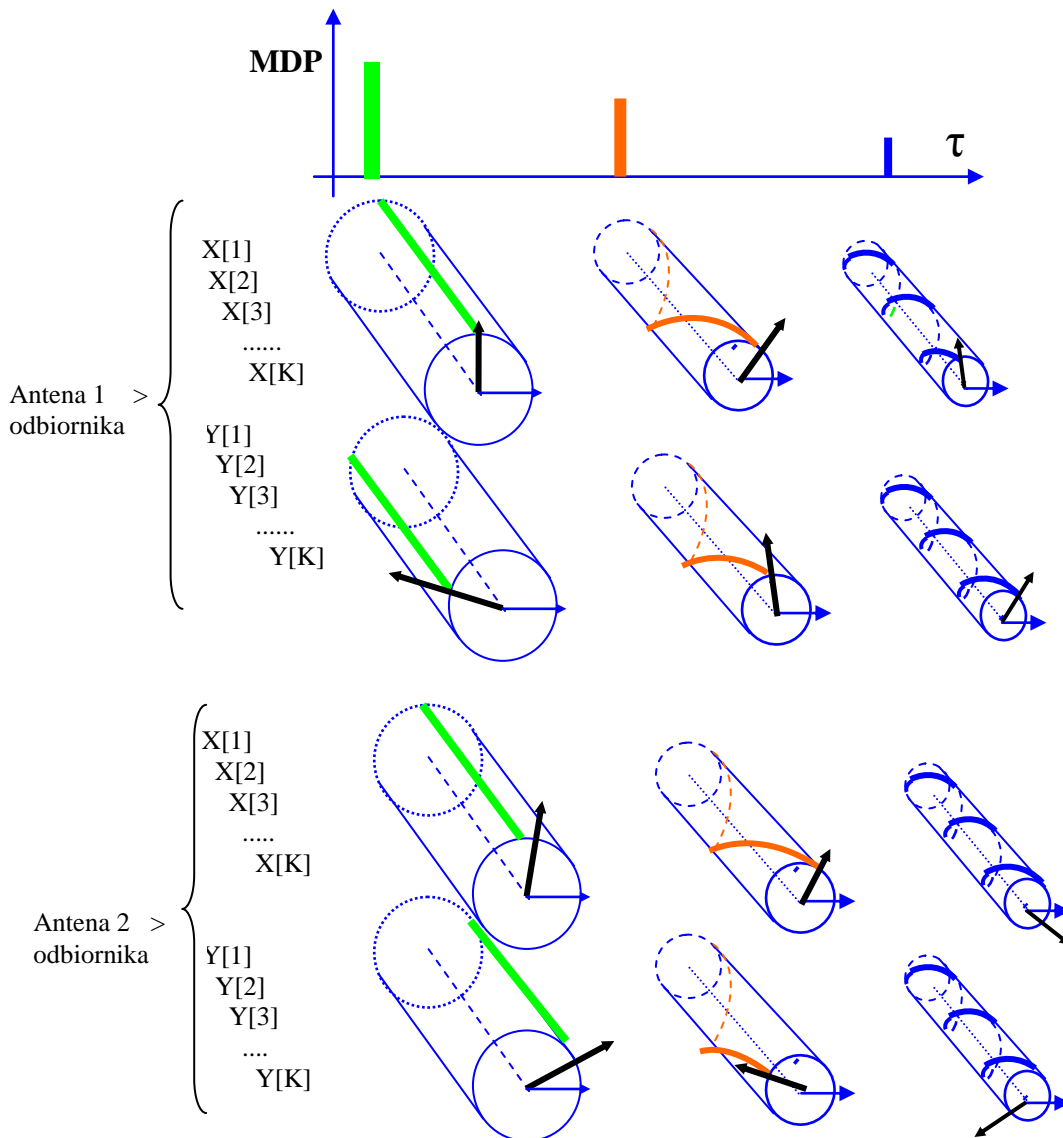 MDP
τ
X[1]
X[2]
X[3]
......
X[K]
Antena 1 >
odbiornika
Y[1]
Y[2]
Y[3]
......
Y[K]
X[1]
X[2]
X[3]
.....
X[K]
Antena 2 >
odbiornika
Y[1]
Y[2]
Y[3]
....
Y[K]